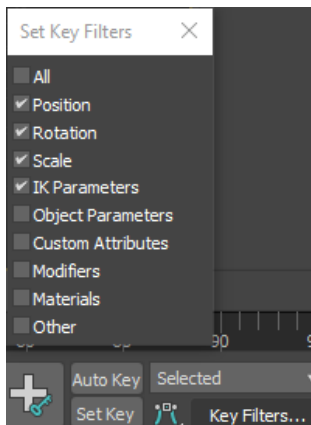 Set Key Filters
All
Position
Rotation
Scale
IK Parameters
Object Parameters
Custom Attributes
Modifiers
Materials
Other
90
Auto Key Selected
Set Key Key Filters...